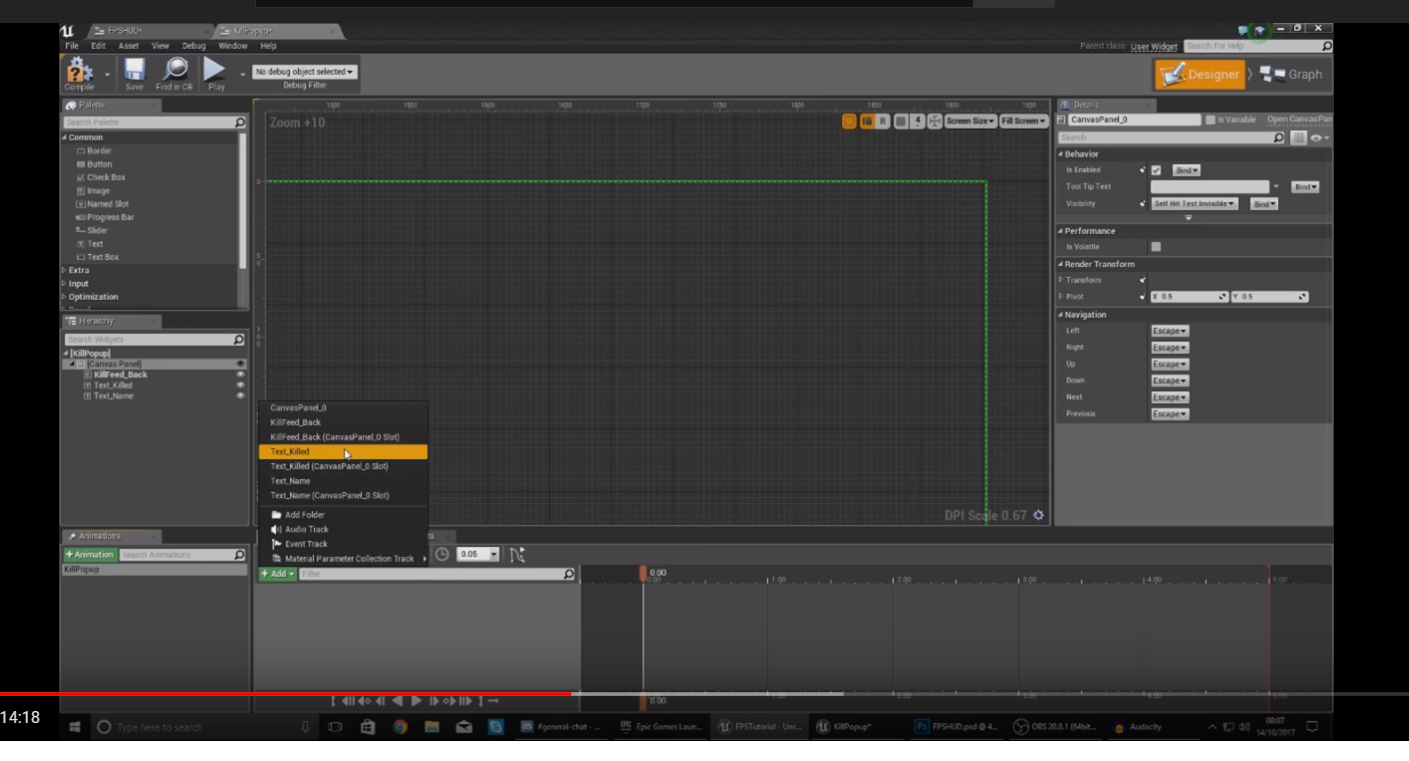 FPSHUD*
KillPopup*
File Edit Asset View Debug Window Help
Parent class: User Widget Search For Help
Compile Save Find in CB Play
No debug object selected
Debug Filter
Designer Graph
Palette
Search Palette
Common
Border
Button
Check Box
Image
Named Slot
Progress Bar
Slider
Text
Text Box
Extra
Input
Optimization
Hierarchy
Search Widgets
[KillPopup]
[Canvas Panel]
KillFeed_Back
Text_Killed
Text_Name
Zoom +10
R 4 Screen Size Fill Screen
Details
CanvasPanel_0 Is Variable Open CanvasPan
Search
Behavior
Is Enabled Bind
Tool Tip Text Bind
Visibility Self Hit Test Invisible Bind
Performance
Is Volatile
Render Transform
Transform
Pivot X 0.5 Y 0.5
Navigation
Left Escape
Right Escape
Up Escape
Down Escape
Next Escape
Previous Escape
CanvasPanel_0
KillFeed_Back
KillFeed_Back (CanvasPanel_0 Slot)
Text_Killed
Text_Killed (CanvasPanel_0 Slot)
Text_Name
Text_Name (CanvasPanel_0 Slot)
Add Folder
Audio Track
Event Track
Material Parameter Collection Track
DPI Scale 0.67
Animations
+Animation Search Animations
KillPopup
0.05
+ Add Filter
0.00
0.00 1.00 2.00 3.00 4.00 5.00
0.00
14:18
Type here to search
#general-chat - ...
Epic Games Laun...
FPSTutorial - Unr...
KillPopup*
FPSHUD.psd @ 4...
OBS 20.0.1 (64bit...
Audacity
08:07
14/10/2017